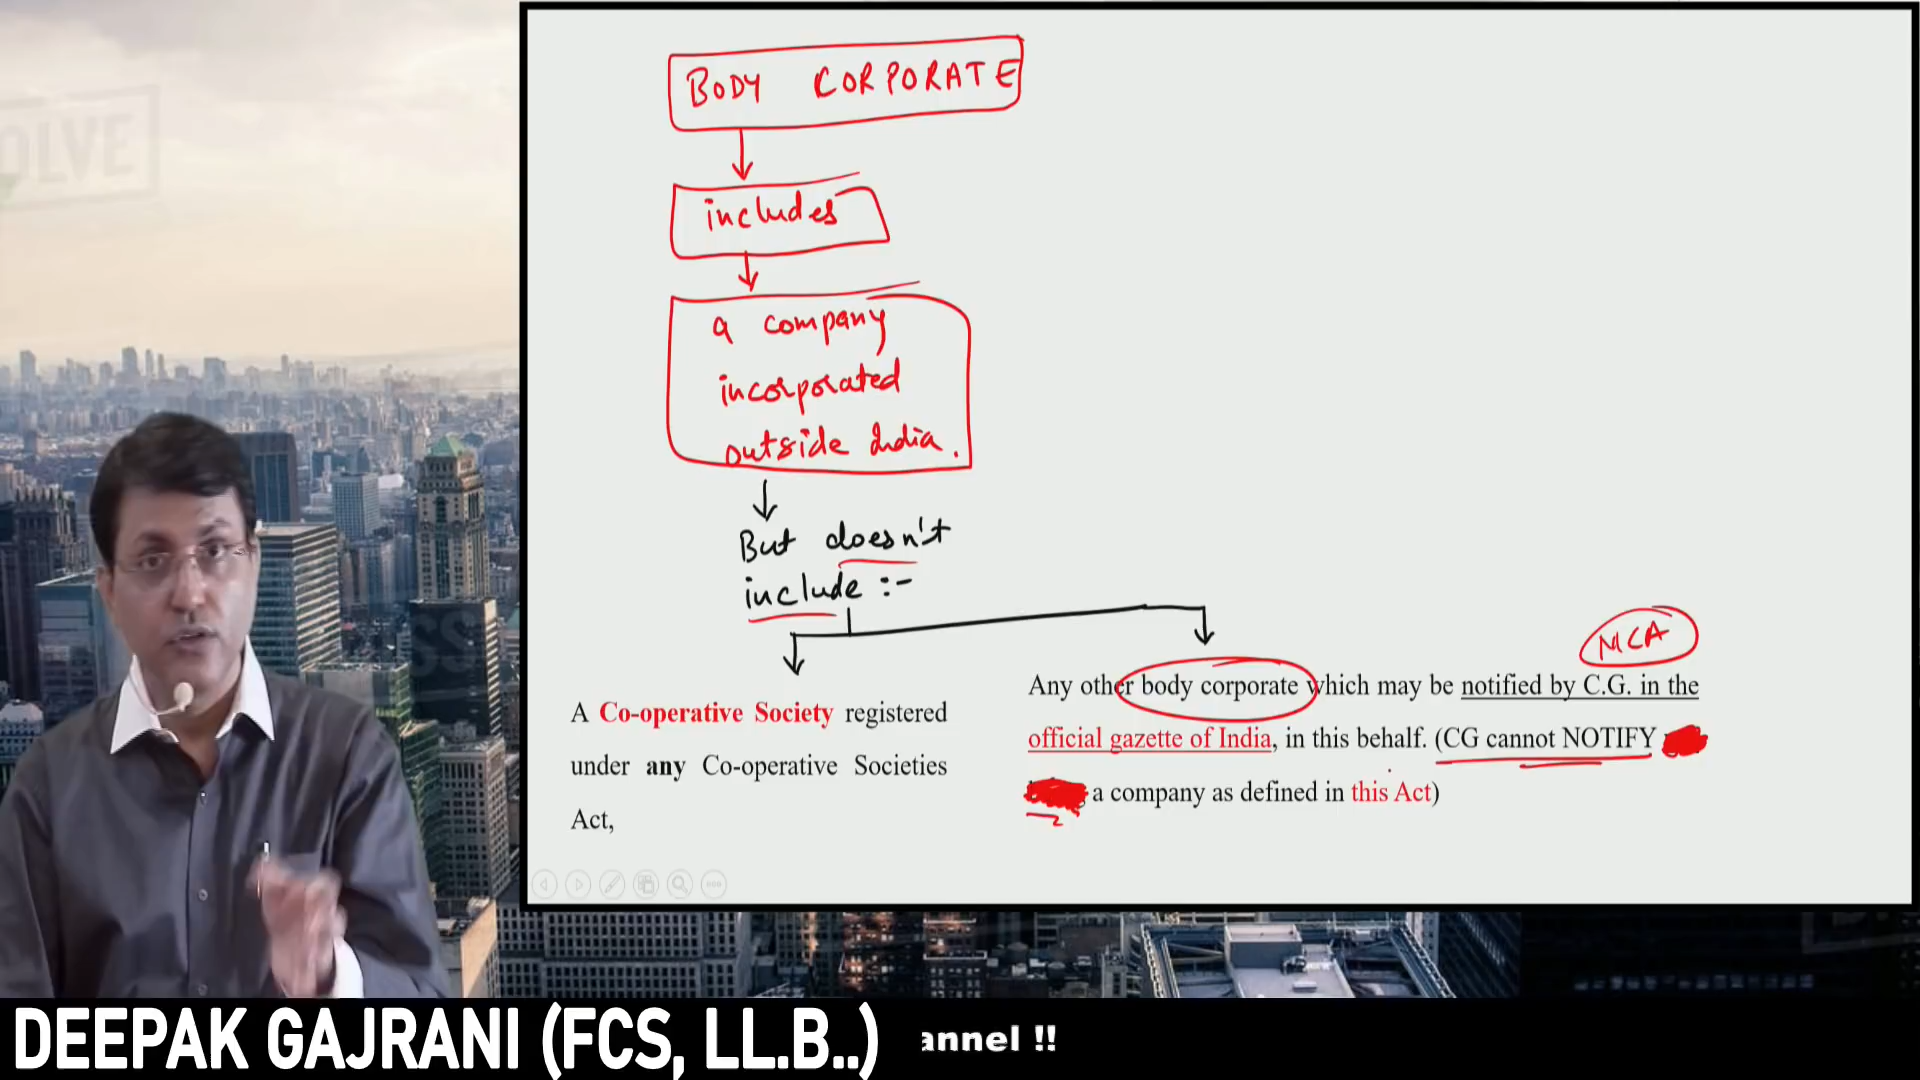 OLVE
BODY CORPORATE
includes
a company
incorporated
outside India.
But doesn't
include :-
MCA
A Co-operative Society registered
under any Co-operative Societies
Act,
Any other body corporate which may be notified by C.G. in the
official gazette of India, in this behalf. (CG cannot NOTIFY
a company as defined in this Act)
DEEPAK GAJRANI (FCS, LL.B..)
annel !!